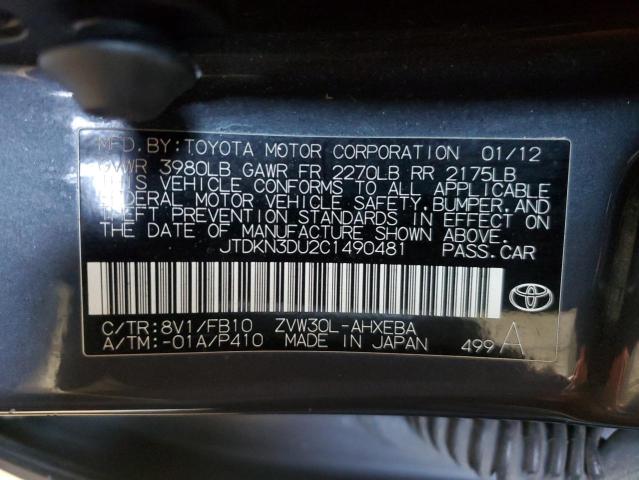 MFD.BY:TOYOTA MOTOR CORPORATION 01/12
GVWR 3980LB GAWR FR 2270LB RR 2175LB
THIS VEHICLE CONFORMS TO ALL APPLICABLE
FEDERAL MOTOR VEHICLE SAFETY,BUMPER,AND
THEFT PREVENTION STANDARDS IN EFFECT ON
THE DATE OF MANUFACTURE SHOWN ABOVE.
JTDKN3DU2C1490481 PASS.CAR
C/TR:8V1/FB10 ZVW30L-AHXEBA
A/TM:-01A/P410 MADE IN JAPAN 499A